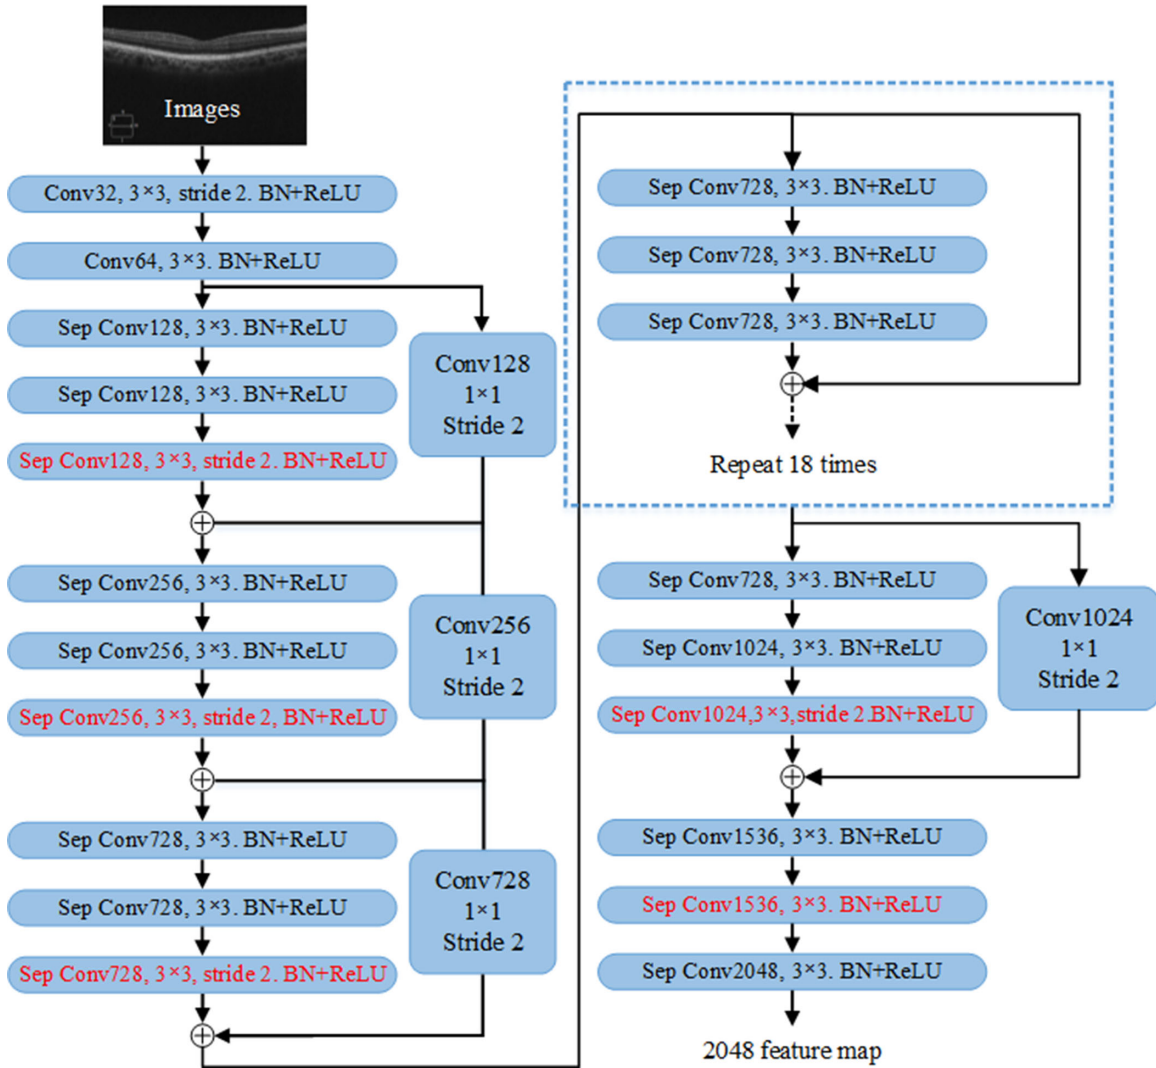 Images
Conv32, 3×3, stride 2. BN+ReLU
Conv64, 3×3. BN+ReLU
Sep Conv128, 3×3. BN+ReLU
Sep Conv128, 3×3. BN+ReLU
Sep Conv128, 3×3, stride 2. BN+ReLU
Conv128
1×1
Stride 2
Sep Conv256, 3×3. BN+ReLU
Sep Conv256, 3×3. BN+ReLU
Sep Conv256, 3×3, stride 2, BN+ReLU
Conv256
1×1
Stride 2
Sep Conv728, 3×3. BN+ReLU
Sep Conv728, 3×3. BN+ReLU
Sep Conv728, 3×3, stride 2. BN+ReLU
Conv728
1×1
Stride 2
Sep Conv728, 3×3. BN+ReLU
Sep Conv728, 3×3. BN+ReLU
Sep Conv728, 3×3. BN+ReLU
Repeat 18 times
Sep Conv728, 3×3. BN+ReLU
Sep Conv1024, 3×3. BN+ReLU
Sep Conv1024,3×3,stride 2.BN+ReLU
Conv1024
1×1
Stride 2
Sep Conv1536, 3×3. BN+ReLU
Sep Conv1536, 3×3. BN+ReLU
Sep Conv2048, 3×3. BN+ReLU
2048 feature map